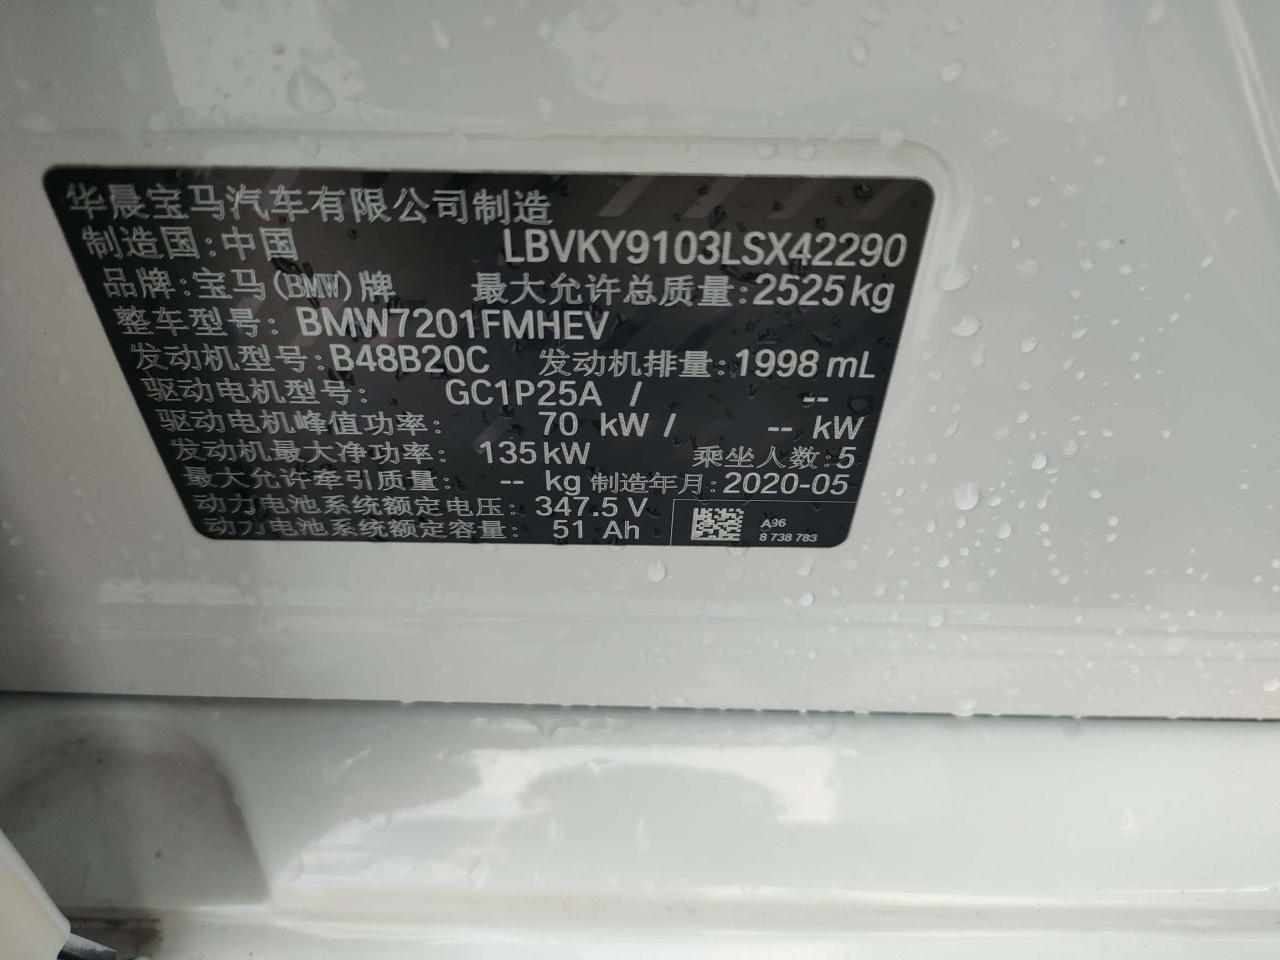 华晨宝马汽车有限公司制造
制造国:中国 LBVKY9103LSX42290
品牌:宝马(BMW)牌 最大允许总质量:2525kg
整车型号: BMW7201FMHEV
发动机型号:B48B20C 发动机排量:1998 mL
驱动电机型号: GC1P25A / --
驱动电机峰值功率: 70 kW / -- kW
发动机最大净功率: 135kW 乘坐人数:5
最大允许牵引质量: -- kg 制造年月:2020-05
动力电池系统额定电压: 347.5 V
动力电池系统额定容量: 51 Ah
A96
8 738 783